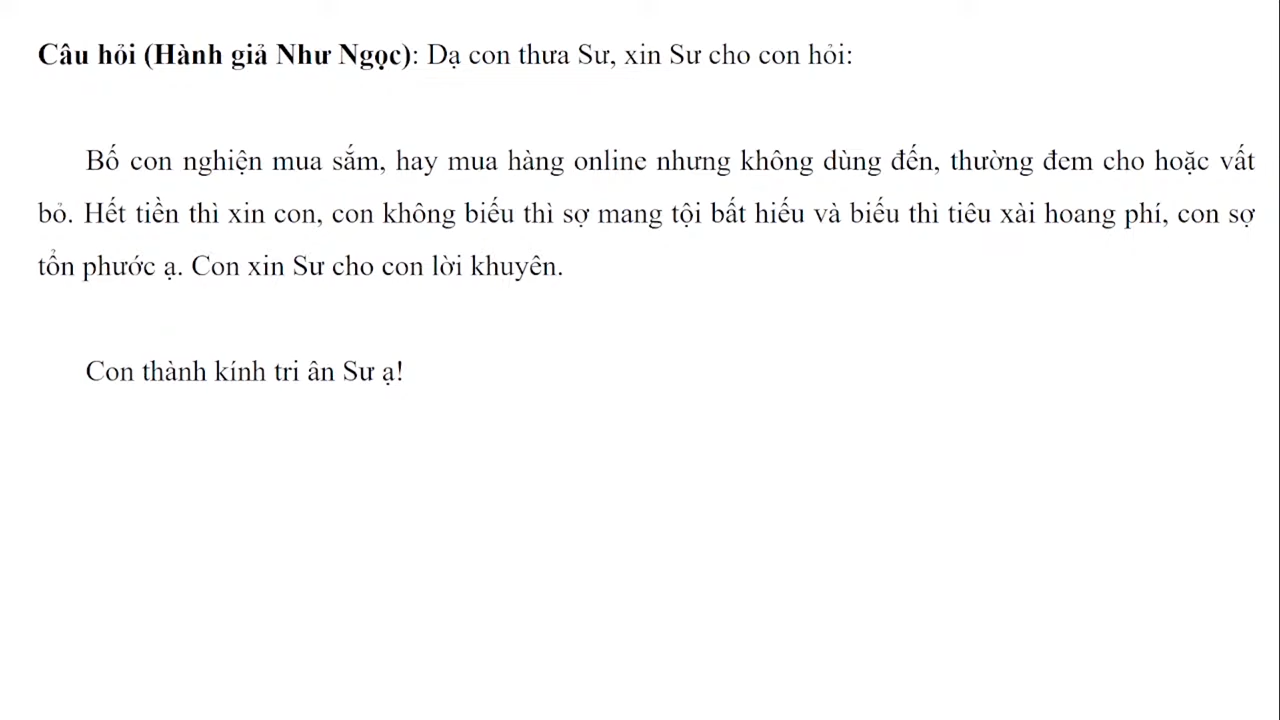 Câu hỏi (Hành giả Như Ngọc): Dạ con thưa Sư, xin Sư cho con hỏi:
Bố con nghiện mua sắm, hay mua hàng online nhưng không dùng đến, thường đem cho hoặc vất
bỏ. Hết tiền thì xin con, con không biếu thì sợ mang tội bất hiếu và biếu thì tiêu xài hoang phí, con sợ
tổn phước ạ. Con xin Sư cho con lời khuyên.
Con thành kính tri ân Sư ạ!